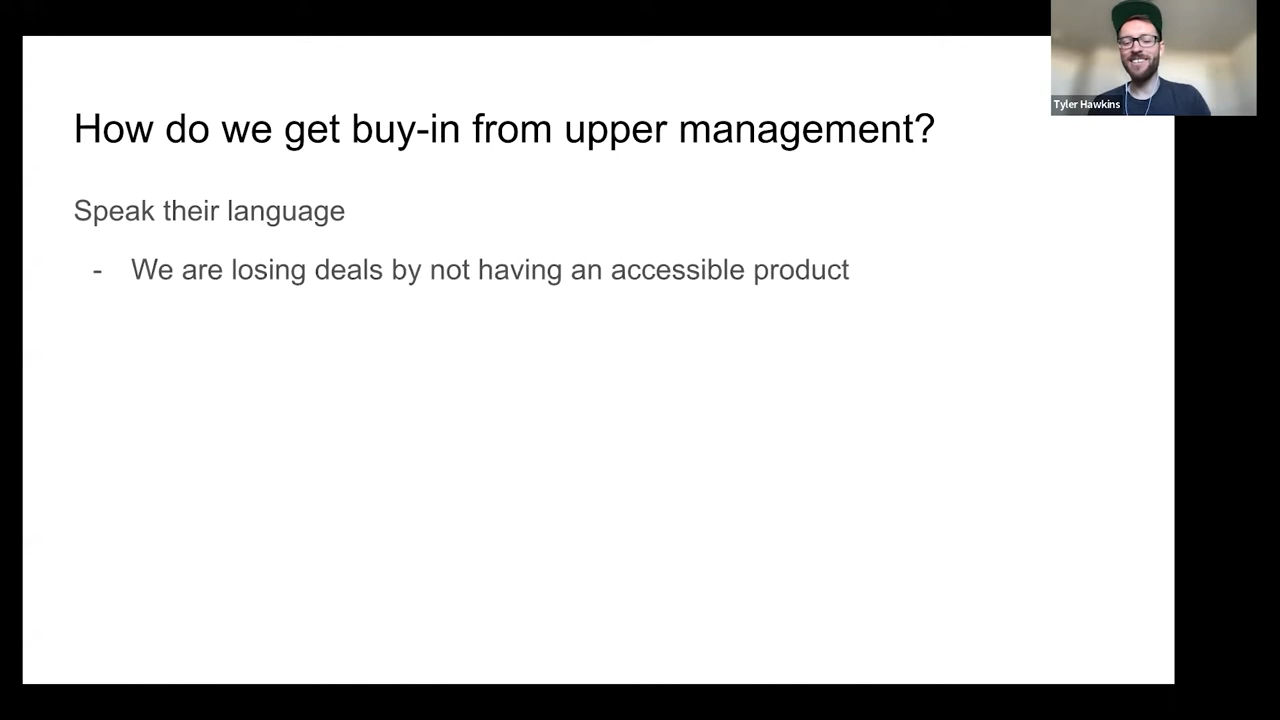 How do we get buy-in from upper management?
Speak their language
- We are losing deals by not having an accessible product
Tyler Hawkins